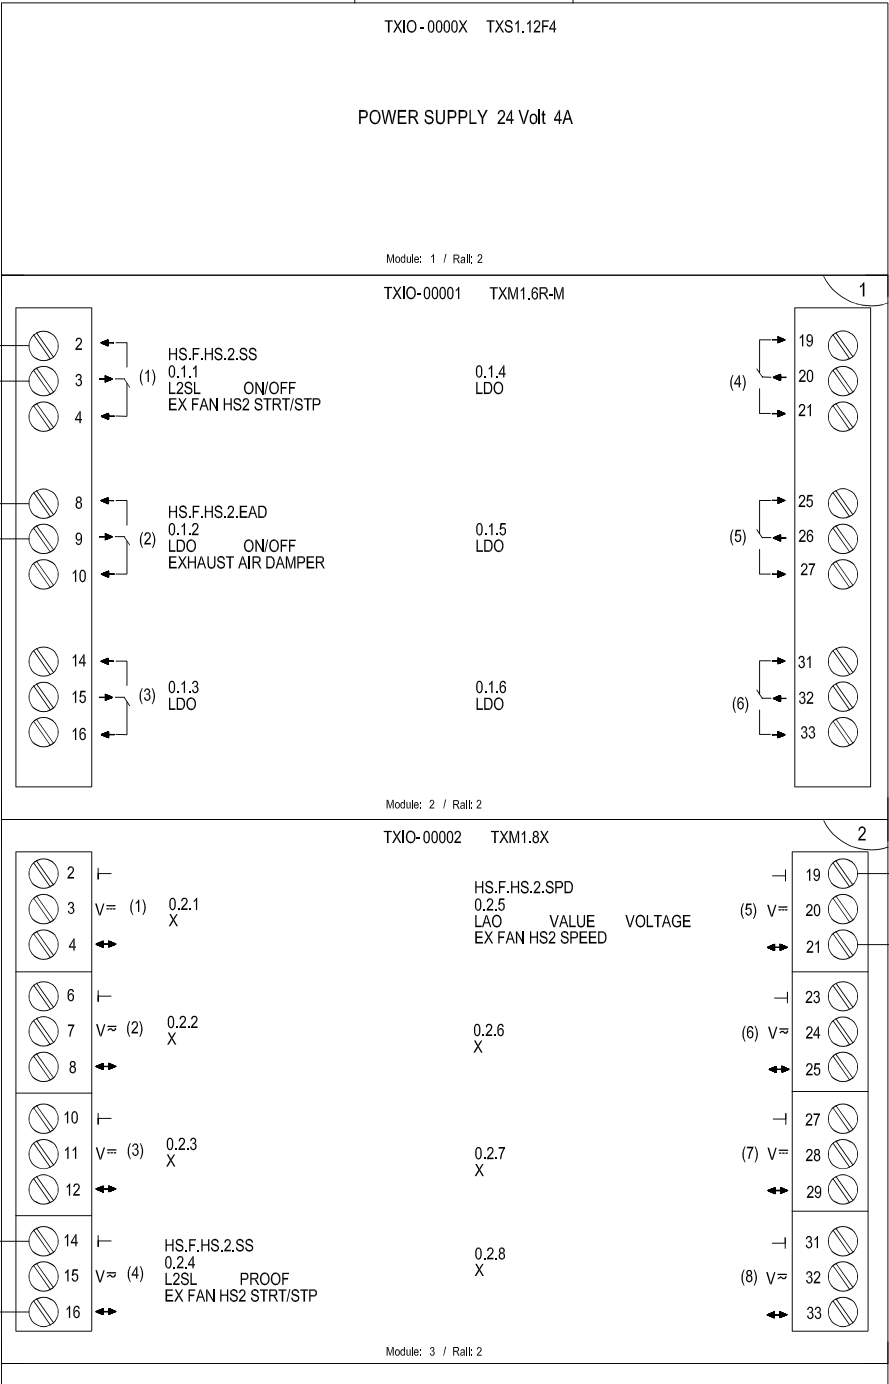 TXIO-0000X TXS1.12F4
POWER SUPPLY 24 Volt 4A
Module: 1 / Rail: 2
TXIO-00001 TXM1.6R-M
1
2
3
4
(1)
HS.F.HS.2.SS
0.1.1
L2SL ON/OFF
EX FAN HS2 STRT/STP
0.1.4
LDO
(4)
19
20
21
8
9
10
(2)
HS.F.HS.2.EAD
0.1.2
LDO ON/OFF
EXHAUST AIR DAMPER
0.1.5
LDO
(5)
25
26
27
14
15
16
(3)
0.1.3
LDO
0.1.6
LDO
(6)
31
32
33
Module: 2 / Rail: 2
TXIO-00002 TXM1.8X
2
2
3 V= (1)
4
0.2.1
X
HS.F.HS.2.SPD
0.2.5
LAO VALUE VOLTAGE
EX FAN HS2 SPEED
19
(5) V= 20
21
6
7 V≂ (2)
8
0.2.2
X
0.2.6
X
23
(6) V≂ 24
25
10
11 V= (3)
12
0.2.3
X
0.2.7
X
27
(7) V= 28
29
14
15 V≂ (4)
16
HS.F.HS.2.SS
0.2.4
L2SL PROOF
EX FAN HS2 STRT/STP
0.2.8
X
31
(8) V≂ 32
33
Module: 3 / Rail: 2